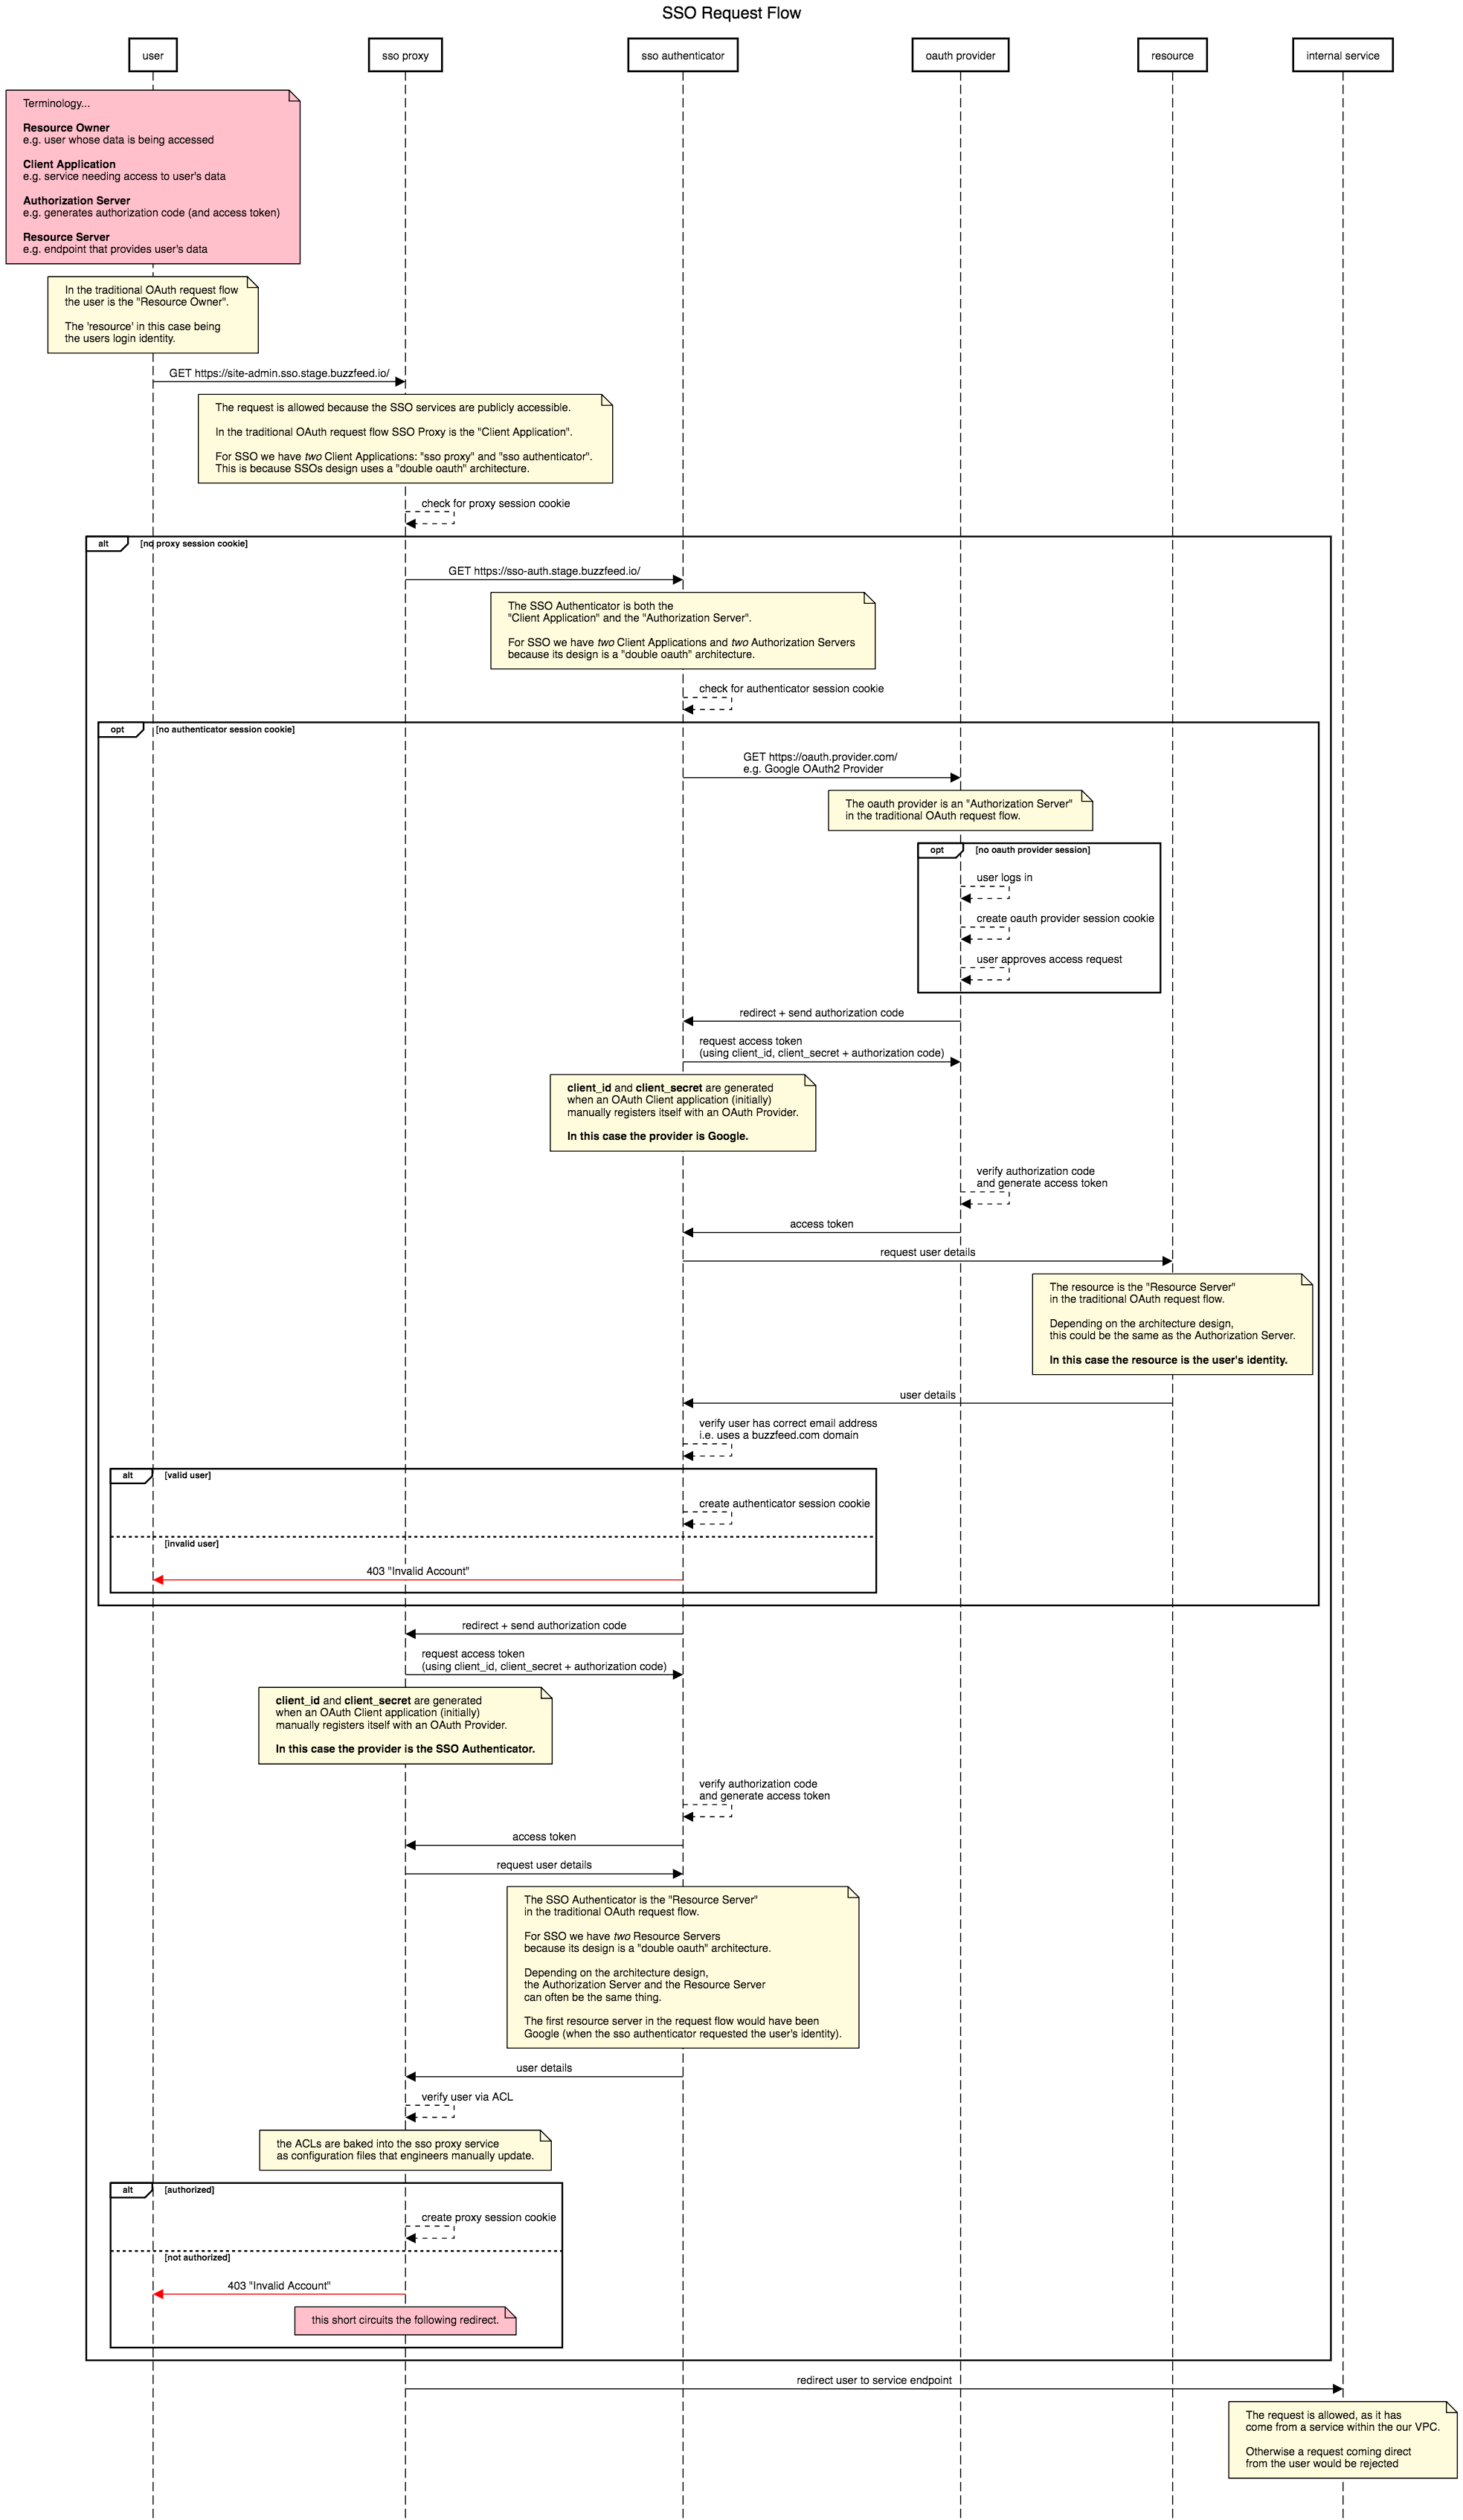 SSO Request Flow
user
sso proxy
sso authenticator
oauth provider
resource
internal service
Terminology...
Resource Owner
e.g. user whose data is being accessed
Client Application
e.g. service needing access to user's data
Authorization Server
e.g. generates authorization code (and access token)
Resource Server
e.g. endpoint that provides user's data
In the traditional OAuth request flow
the user is the "Resource Owner".
The 'resource' in this case being
the users login identity.
GET https://site-admin.sso.stage.buzzfeed.io/
The request is allowed because the SSO services are publicly accessible.
In the traditional OAuth request flow SSO Proxy is the "Client Application".
For SSO we have two Client Applications: "sso proxy" and "sso authenticator".
This is because SSOs design uses a "double oauth" architecture.
check for proxy session cookie
alt
[no proxy session cookie]
GET https://sso-auth.stage.buzzfeed.io/
The SSO Authenticator is both the
"Client Application" and the "Authorization Server".
For SSO we have two Client Applications and two Authorization Servers
because its design is a "double oauth" architecture.
check for authenticator session cookie
opt
[no authenticator session cookie]
GET https://oauth.provider.com/
e.g. Google OAuth2 Provider
The oauth provider is an "Authorization Server"
in the traditional OAuth request flow.
opt
[no oauth provider session]
user logs in
create oauth provider session cookie
user approves access request
redirect + send authorization code
request access token
(using client_id, client_secret + authorization code)
client_id and client_secret are generated
when an OAuth Client application (initially)
manually registers itself with an OAuth Provider.
In this case the provider is Google.
verify authorization code
and generate access token
access token
request user details
The resource is the "Resource Server"
in the traditional OAuth request flow.
Depending on the architecture design,
this could be the same as the Authorization Server.
In this case the resource is the user's identity.
user details
verify user has correct email address
i.e. uses a buzzfeed.com domain
alt
[valid user]
create authenticator session cookie
[invalid user]
403 "Invalid Account"
redirect + send authorization code
request access token
(using client_id, client_secret + authorization code)
client_id and client_secret are generated
when an OAuth Client application (initially)
manually registers itself with an OAuth Provider.
In this case the provider is the SSO Authenticator.
verify authorization code
and generate access token
access token
request user details
The SSO Authenticator is the "Resource Server"
in the traditional OAuth request flow.
For SSO we have two Resource Servers
because its design is a "double oauth" architecture.
Depending on the architecture design,
the Authorization Server and the Resource Server
can often be the same thing.
The first resource server in the request flow would have been
Google (when the sso authenticator requested the user's identity).
user details
verify user via ACL
the ACLs are baked into the sso proxy service
as configuration files that engineers manually update.
alt
[authorized]
create proxy session cookie
[not authorized]
403 "Invalid Account"
this short circuits the following redirect.
redirect user to service endpoint
The request is allowed, as it has
come from a service within the our VPC.
Otherwise a request coming direct
from the user would be rejected